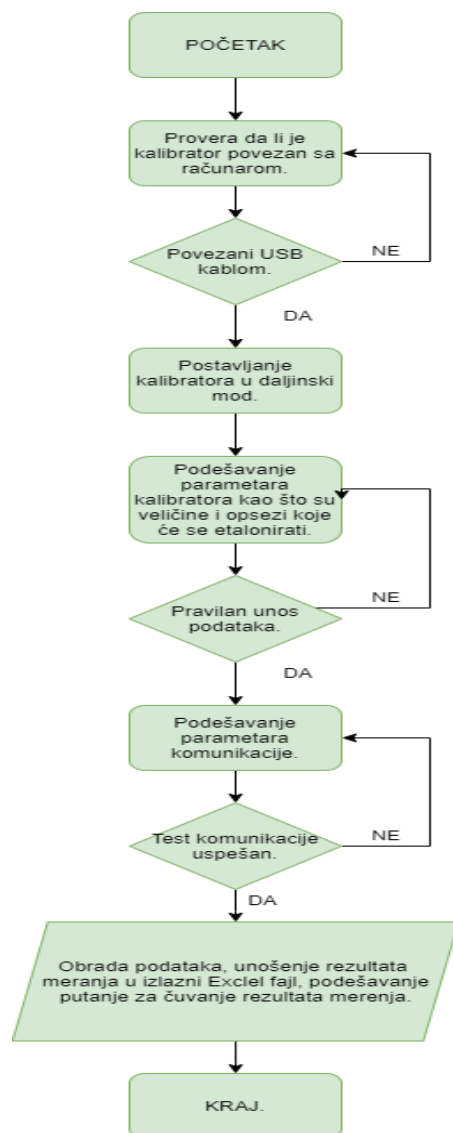 POČETAK
Provera da li je
kalibrator povezan sa
računarom.
Povezani USB
kablom.
NE
DA
Postavljanje
kalibratora u daljinski
mod.
Podešavanje
parametara
kalibratora kao što su
veličine i opsezi koje
će se etalonirati.
Pravilan unos
podataka.
NE
DA
Podešavanje
parametara
komunikacije.
Test komunikacije
uspešan.
NE
DA
Obrada podataka, unošenje rezultata
meranja u izlazni Exclel fajl, podešavanje
putanje za čuvanje rezultata merenja.
KRAJ.